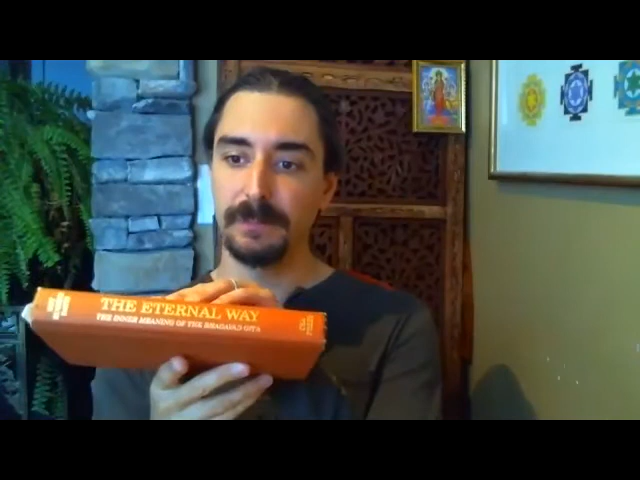 THE ETERNAL WAY
THE INNER MEANING OF THE BHAGAVAD GITA